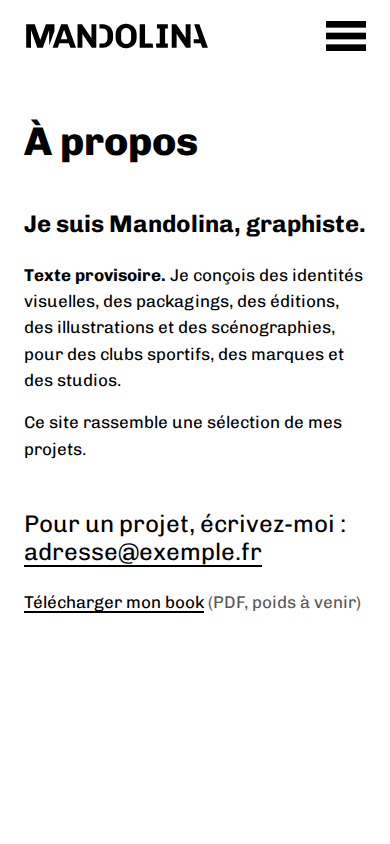 MANDOLINA
À propos
Je suis Mandolina, graphiste.
Texte provisoire. Je conçois des identités
visuelles, des packagings, des éditions,
des illustrations et des scénographies,
pour des clubs sportifs, des marques et
des studios.
Ce site rassemble une sélection de mes
projets.
Pour un projet, écrivez-moi :
adresse@exemple.fr
Télécharger mon book (PDF, poids à venir)